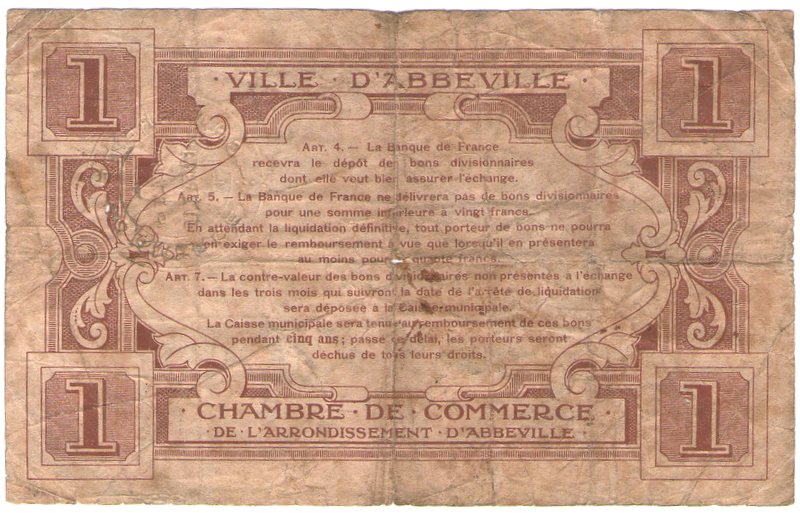 1 1
· VILLE · D'ABBEVILLE ·
ART. 4. — La Banque de France
recevra le dépôt de bons divisionnaires
dont elle veut bien assurer l'échange.
ART. 5. — La Banque de France ne délivrera pas de bons divisionnaires
pour une somme inférieure à vingt francs.
En attendant la liquidation définitive, tout porteur de bons ne pourra
en exiger le remboursement à vue que lorsqu'il en présentera
au moins pour francs.
ART. 7. — La contre-valeur des bons divisionnaires non présentés à l'échange
dans les trois mois qui suivront la date de l'arrêté de liquidation
sera déposée à la Caisse municipale.
La Caisse municipale sera tenue au remboursement de ces bons
pendant cinq ans; passé ce délai, les porteurs seront
déchus de tous leurs droits.
1 1
· CHAMBRE · DE · COMMERCE ·
· DE · L'ARRONDISSEMENT · D'ABBEVILLE ·